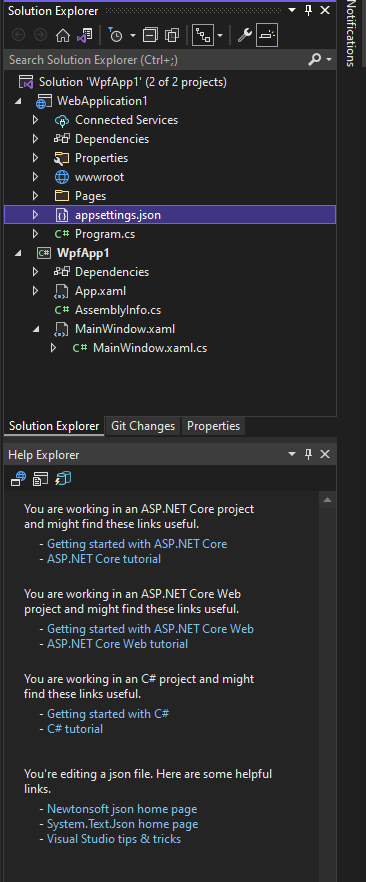 Solution Explorer
Notifications
Search Solution Explorer (Ctrl+;)
Solution 'WpfApp1' (2 of 2 projects)
WebApplication1
Connected Services
Dependencies
Properties
wwwroot
Pages
appsettings.json
C# Program.cs
C# WpfApp1
Dependencies
App.xaml
C# AssemblyInfo.cs
MainWindow.xaml
C# MainWindow.xaml.cs
Solution Explorer Git Changes Properties
Help Explorer
You are working in an ASP.NET Core project
and might find these links useful.
- Getting started with ASP.NET Core
- ASP.NET Core tutorial
You are working in an ASP.NET Core Web
project and might find these links useful.
- Getting started with ASP.NET Core Web
- ASP.NET Core Web tutorial
You are working in an C# project and might
find these links useful.
- Getting started with C#
- C# tutorial
You're editing a json file. Here are some helpful
links.
- Newtonsoft json home page
- System.Text.Json home page
- Visual Studio tips & tricks